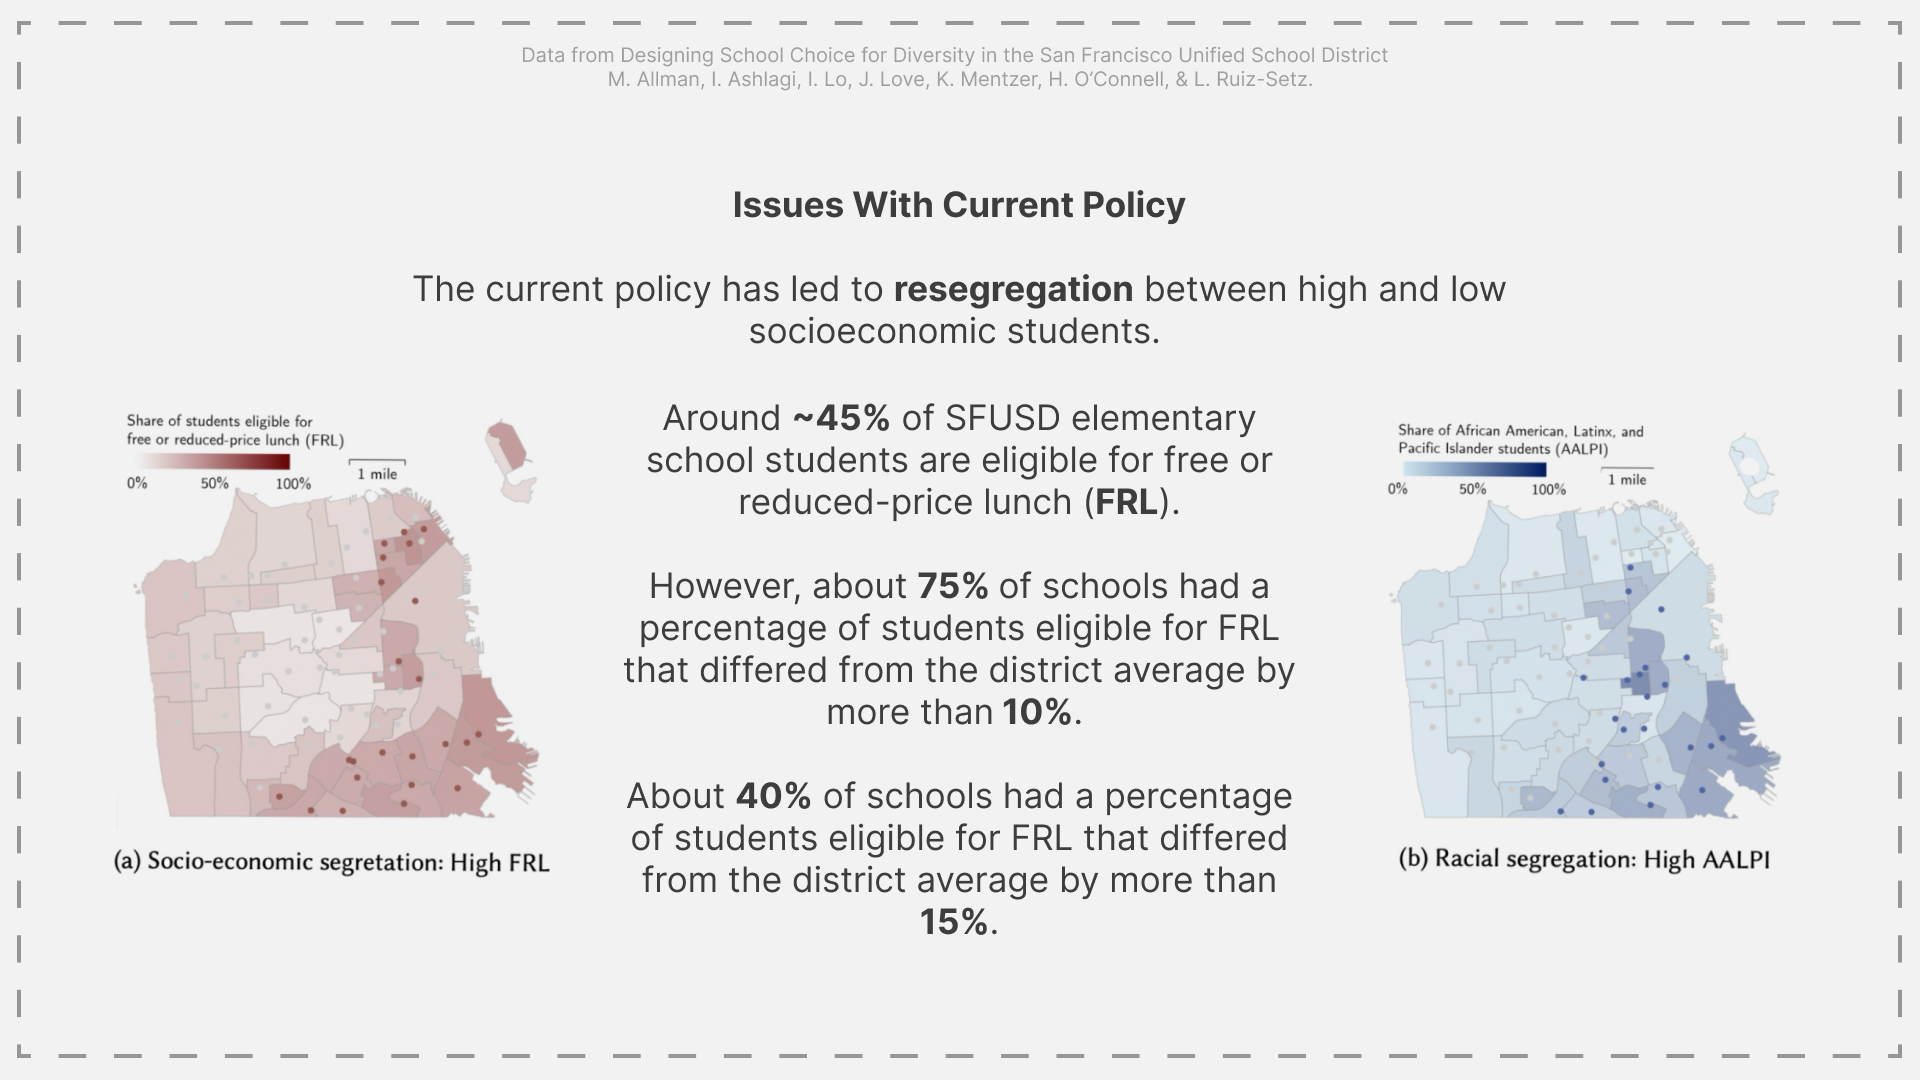 Data from Designing School Choice for Diversity in the San Francisco Unified School District
M. Allman, I. Ashlagi, I. Lo, J. Love, K. Mentzer, H. O’Connell, & L. Ruiz-Setz.
Issues With Current Policy
The current policy has led to resegregation between high and low
socioeconomic students.
Share of students eligible for
free or reduced-price lunch (FRL)
0%
50%
100%
1 mile
(a) Socio-economic segretation: High FRL
Around ~45% of SFUSD elementary
school students are eligible for free or
reduced-price lunch (FRL).
However, about 75% of schools had a
percentage of students eligible for FRL
that differed from the district average by
more than 10%.
About 40% of schools had a percentage
of students eligible for FRL that differed
from the district average by more than
15%.
Share of African American, Latinx, and
Pacific Islander students (AALPI)
0%
50%
100%
1 mile
(b) Racial segregation: High AALPI